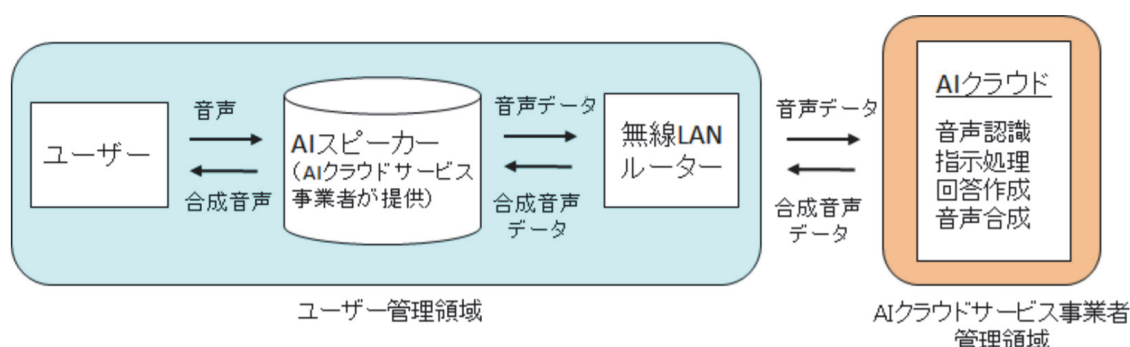 ユーザー
音声
合成音声
AIスピーカー
(AIクラウドサービス
事業者が提供)
音声データ
合成音声
データ
無線LAN
ルーター
音声データ
合成音声
データ
AIクラウド
音声認識
指示処理
回答作成
音声合成
ユーザー管理領域
AIクラウドサービス事業者
管理領域